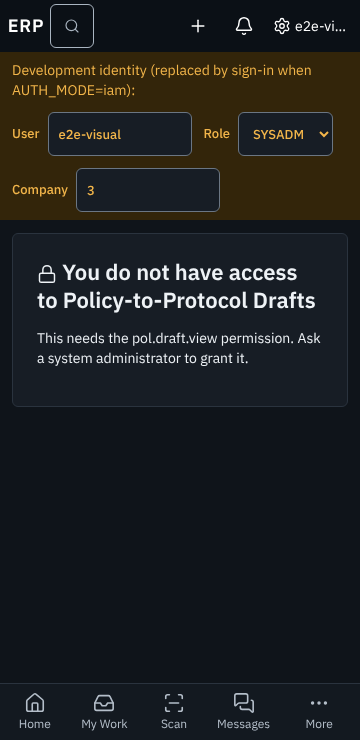 ERP
e2e-vi...
Development identity (replaced by sign-in when
AUTH_MODE=iam):
User
e2e-visual
Role
SYSADM
Company
3
You do not have access
to Policy-to-Protocol Drafts
This needs the pol.draft.view permission. Ask
a system administrator to grant it.
Home
My Work
Scan
Messages
More